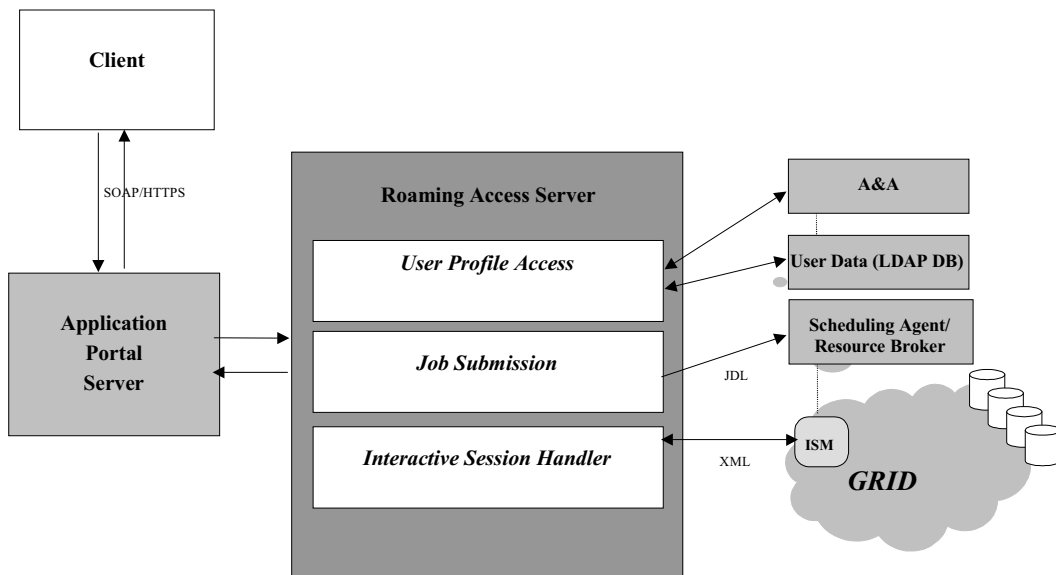 Client
SOAP/HTTPS
Application
Portal
Server
Roaming Access Server
User Profile Access
Job Submission
Interactive Session Handler
A&A
User Data (LDAP DB)
Scheduling Agent/
Resource Broker
JDL
XML
ISM
GRID